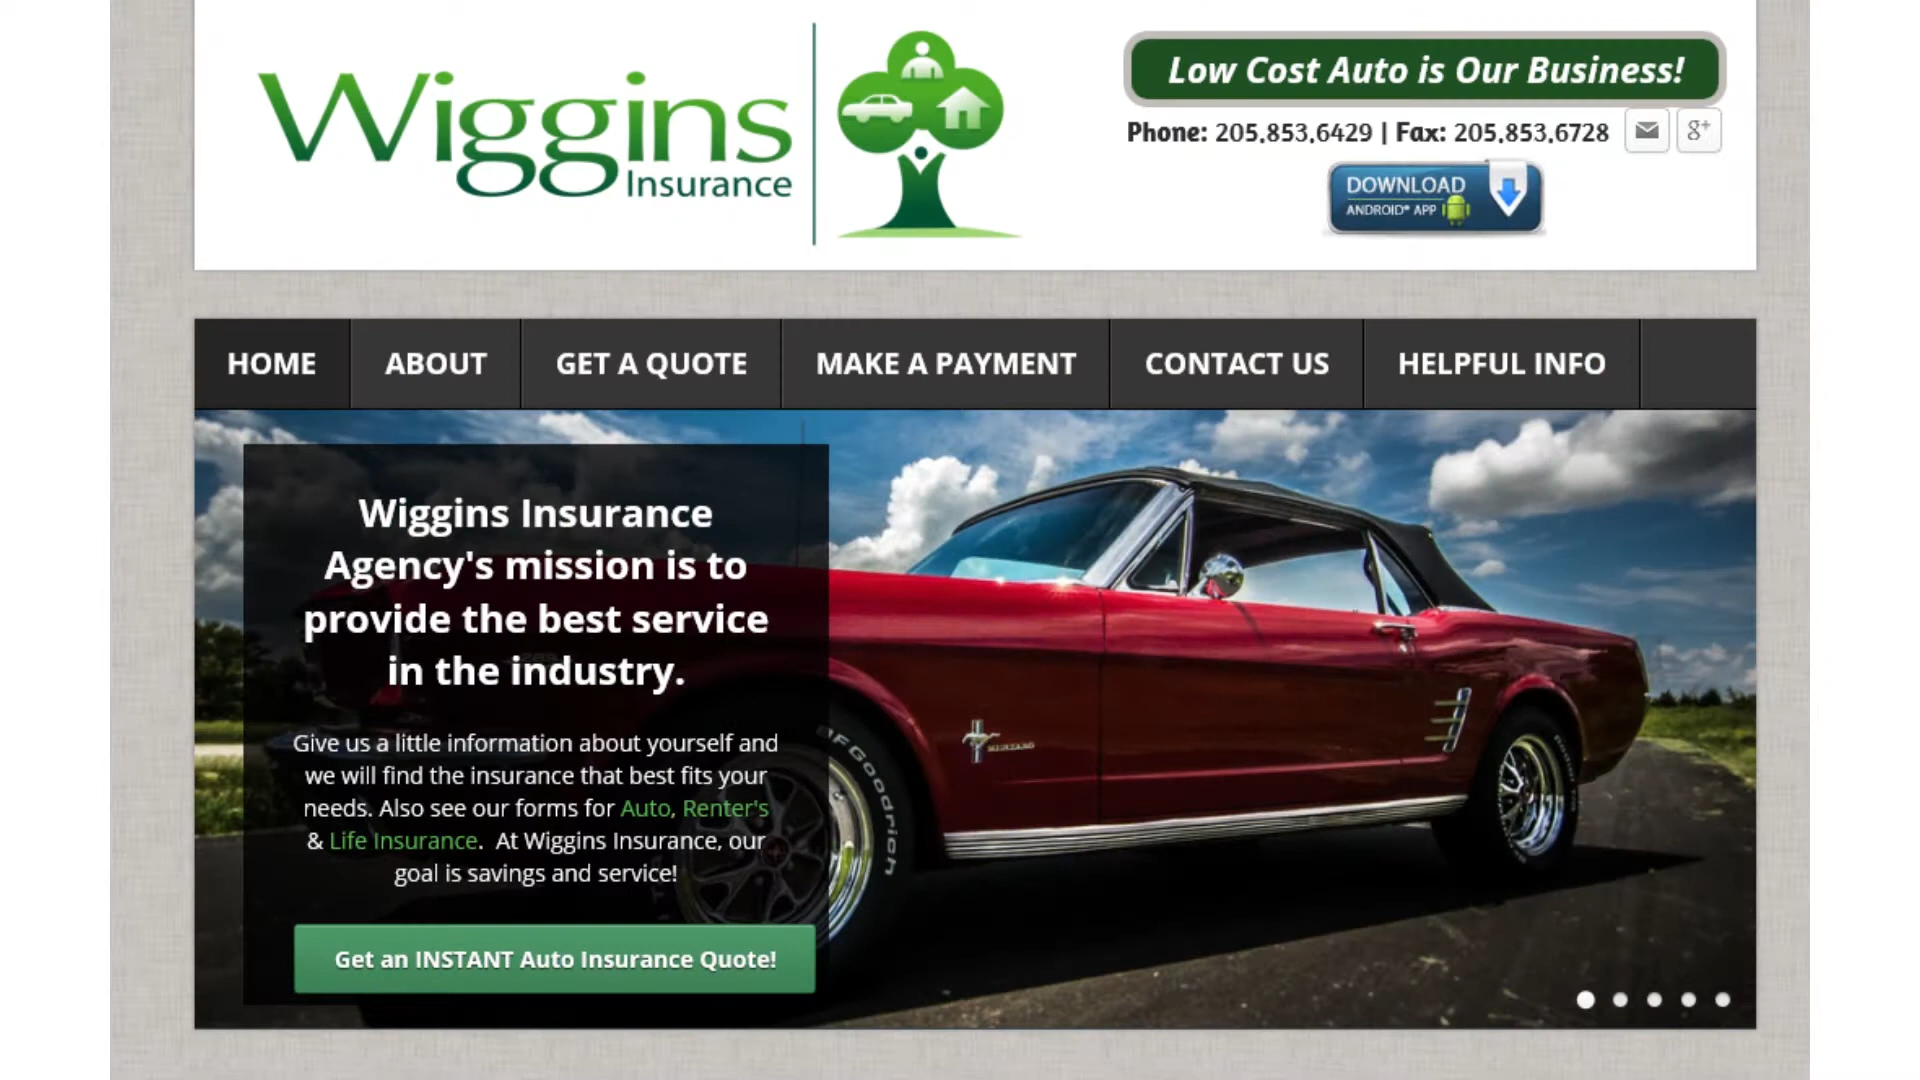 Wiggins
Insurance
Low Cost Auto is Our Business!
Phone: 205.853.6429 | Fax: 205.853.6728
g+
DOWNLOAD
ANDROID® APP
HOME
ABOUT
GET A QUOTE
MAKE A PAYMENT
CONTACT US
HELPFUL INFO
Wiggins Insurance
Agency's mission is to
provide the best service
in the industry.
Give us a little information about yourself and
we will find the insurance that best fits your
needs. Also see our forms for Auto, Renter's
& Life Insurance. At Wiggins Insurance, our
goal is savings and service!
Get an INSTANT Auto Insurance Quote!
BFGoodrich
MUSTANG